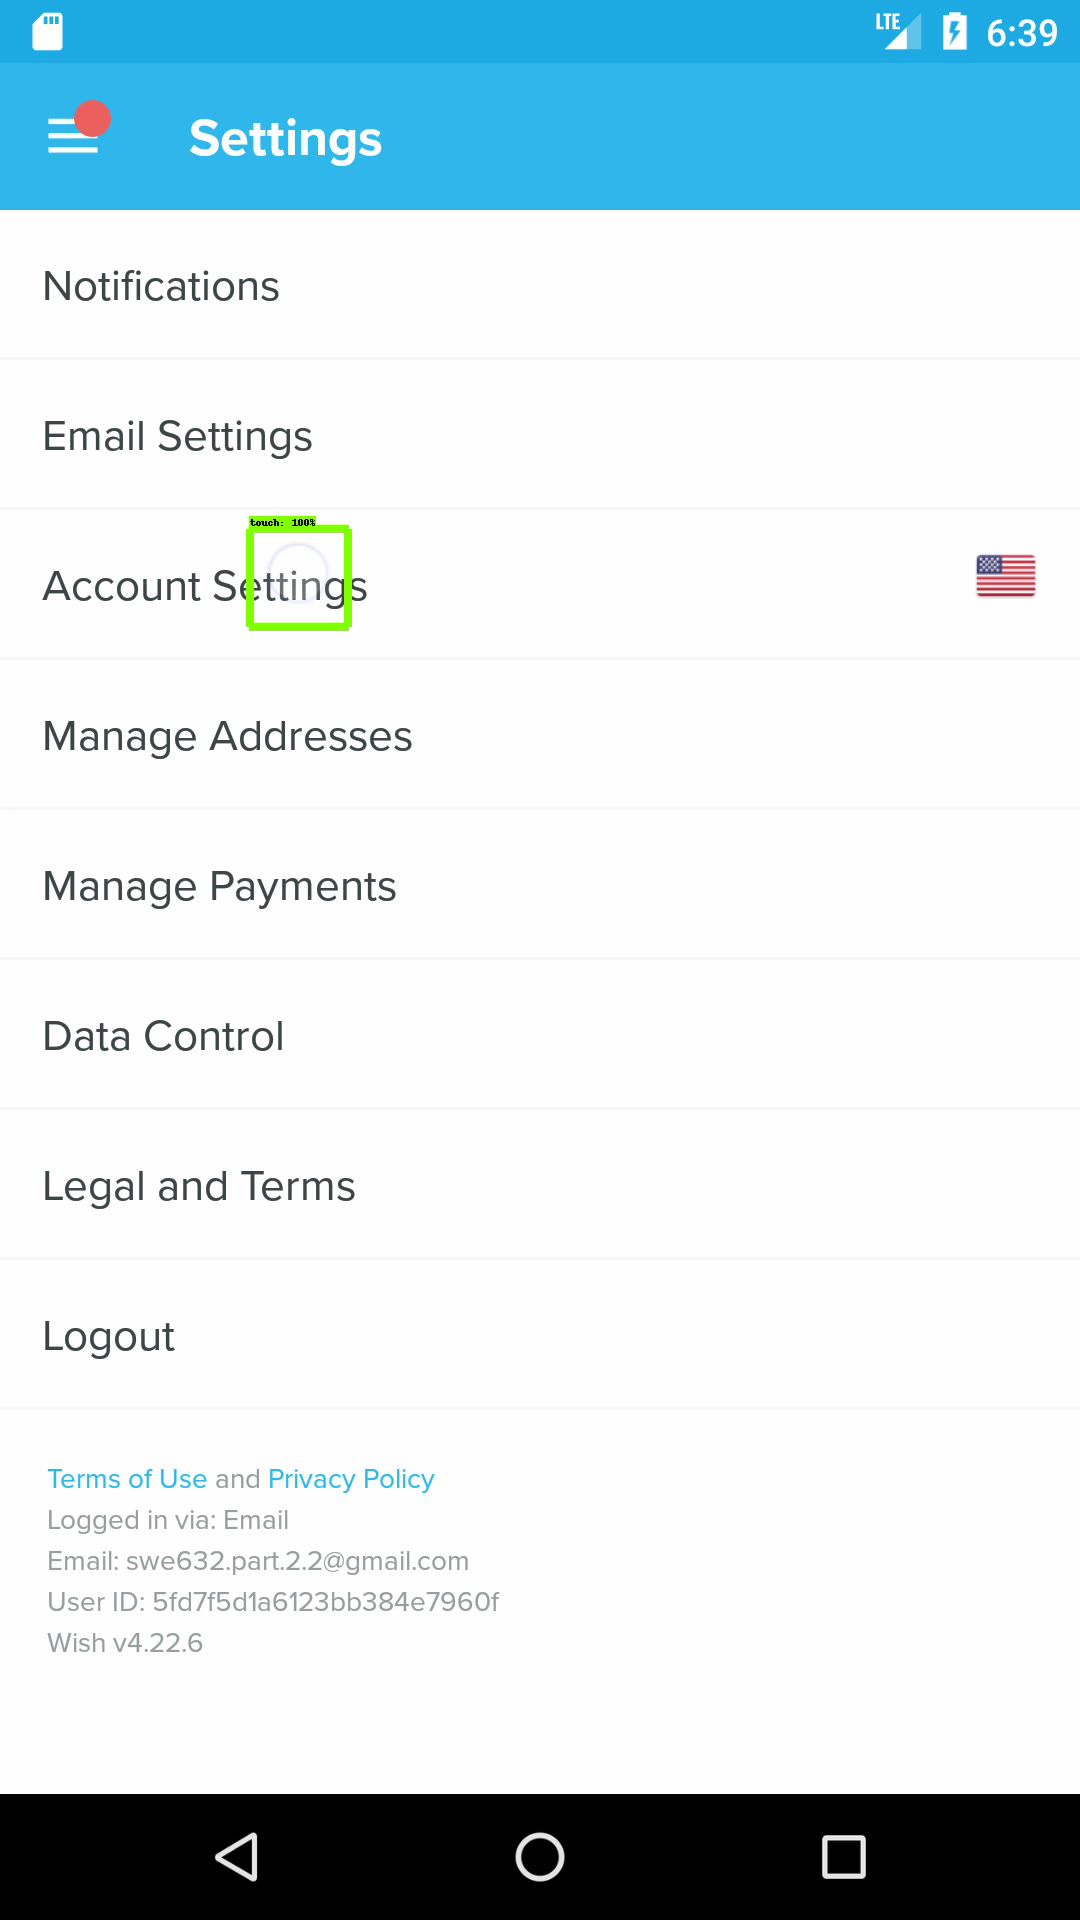 LTE 6:39
Settings
Notifications
Email Settings
touch: 100%
Account Settings
Manage Addresses
Manage Payments
Data Control
Legal and Terms
Logout
Terms of Use and Privacy Policy
Logged in via: Email
Email: swe632.part.2.2@gmail.com
User ID: 5fd7f5d1a6123bb384e7960f
Wish v4.22.6